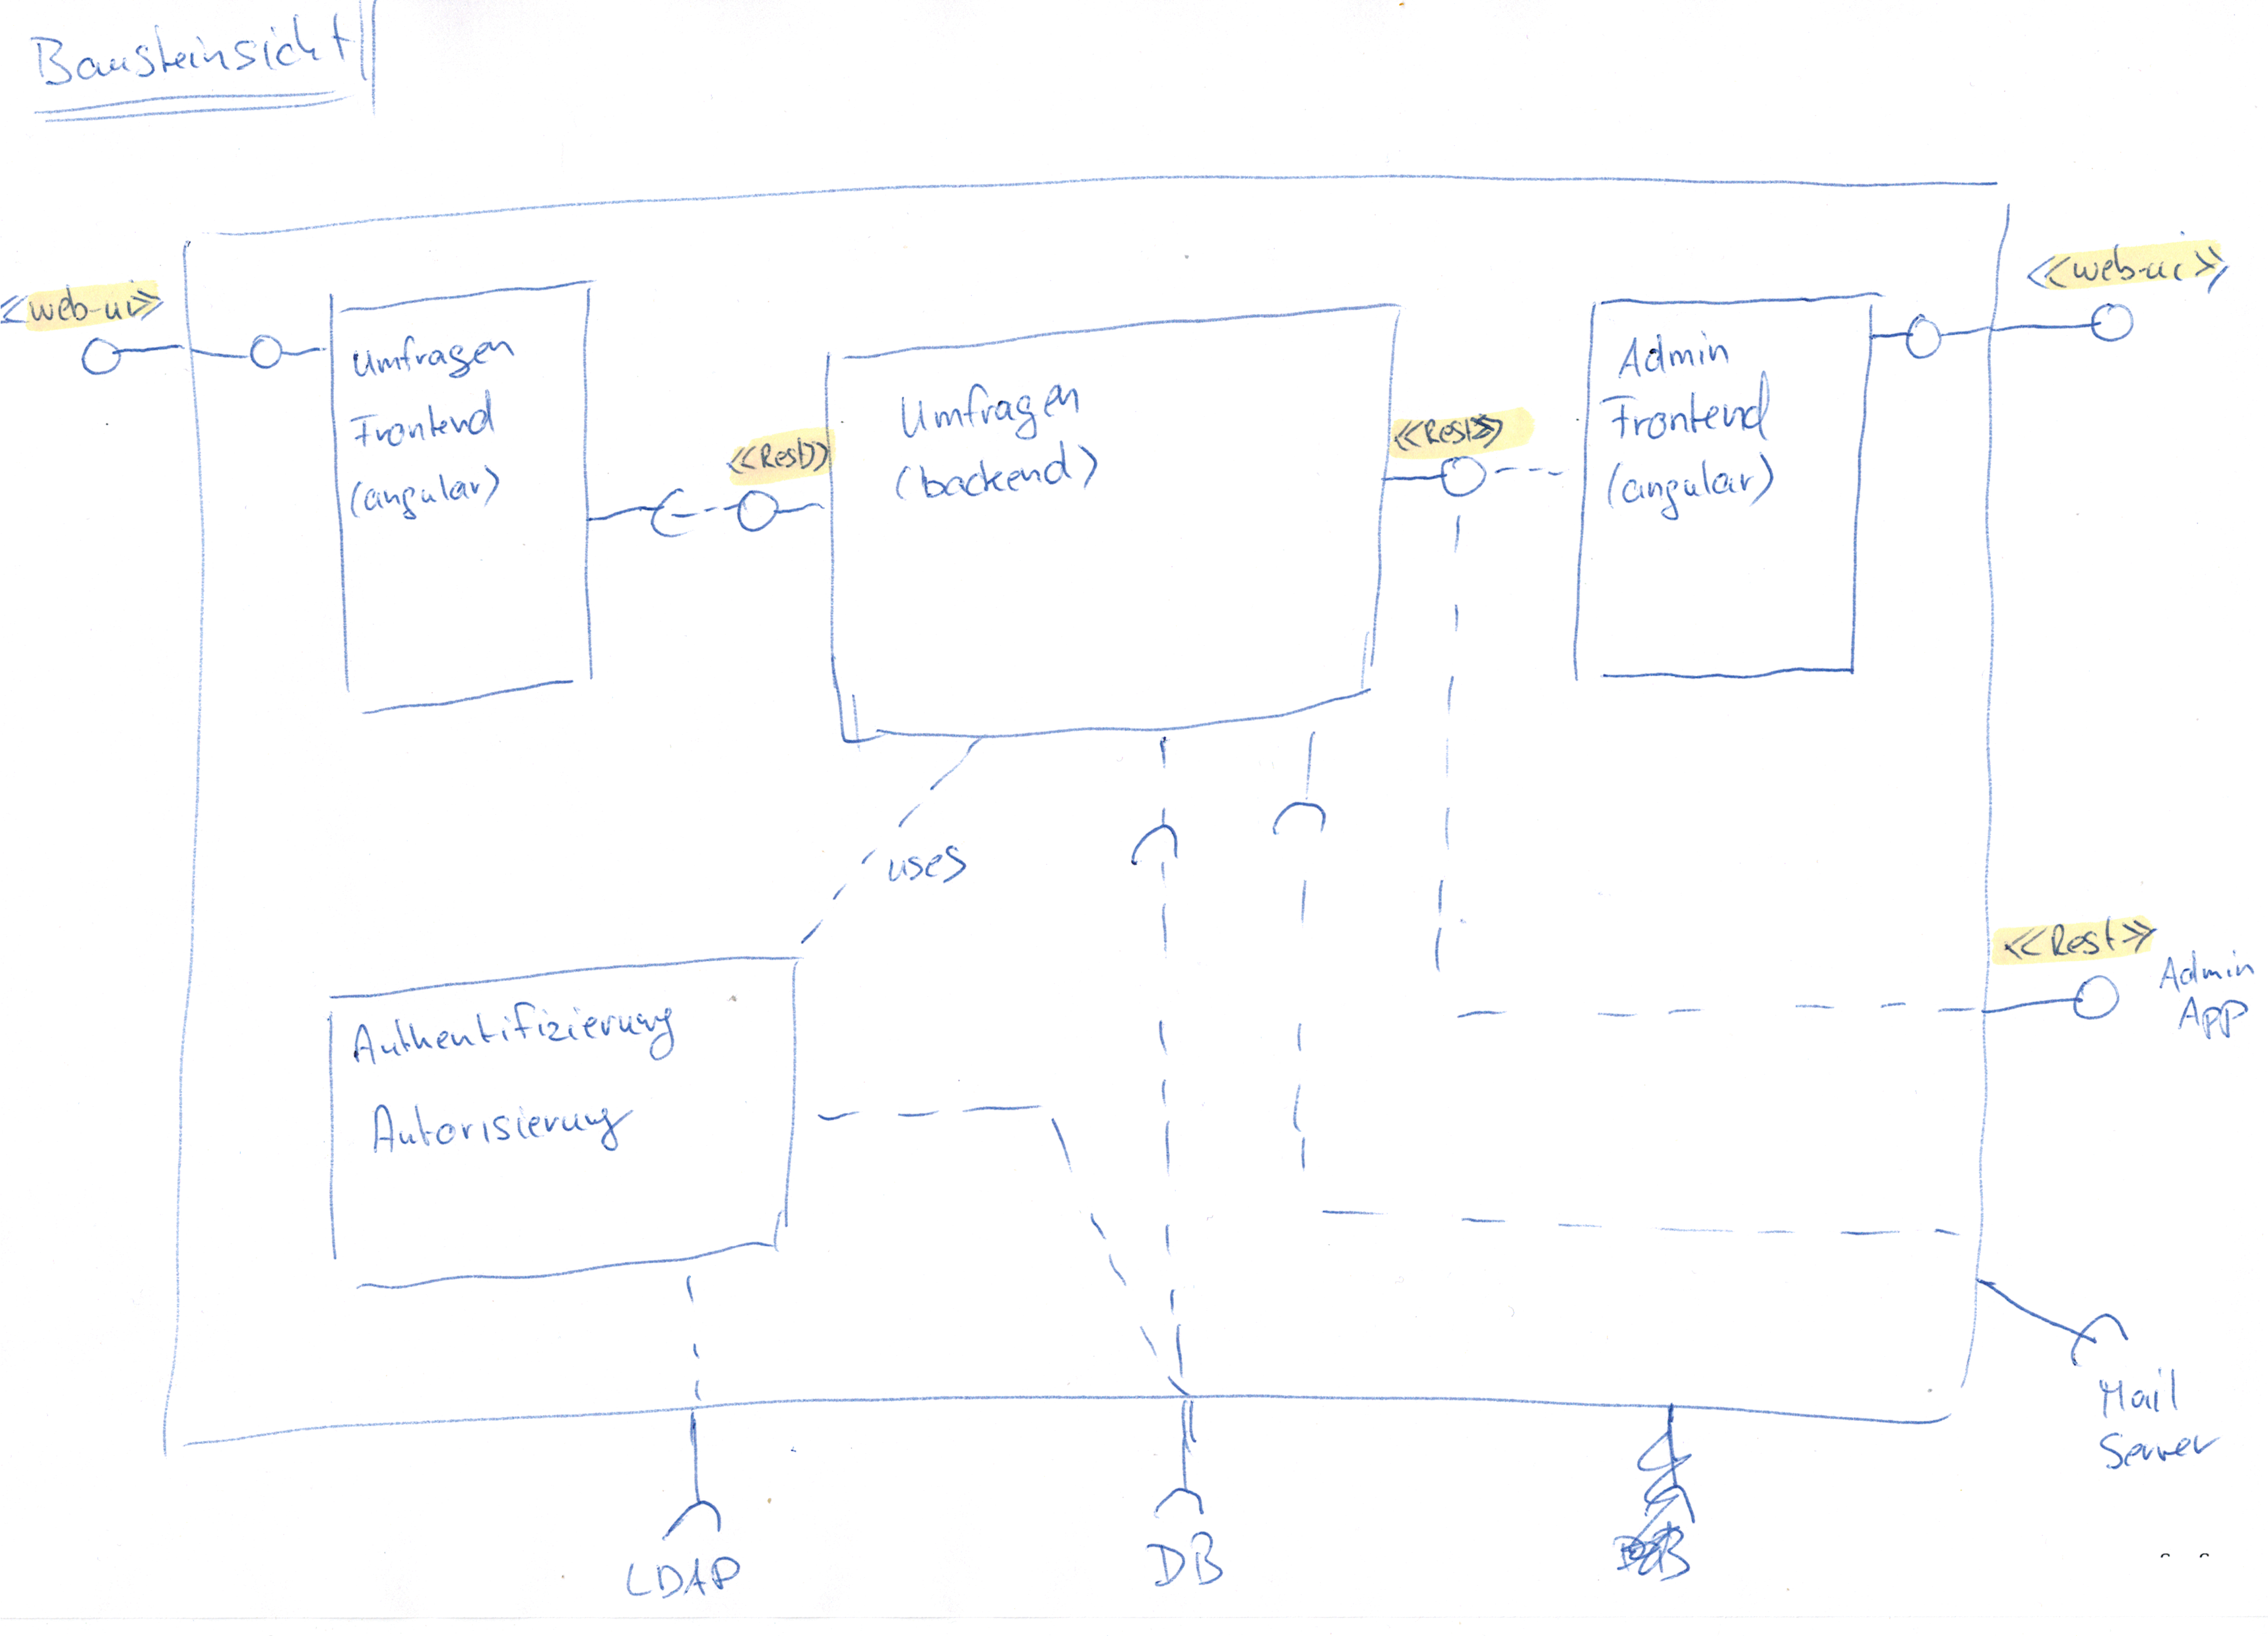 Bausteinsicht
<<web-ui>>
<<web-ui>>
Umfragen
Frontend
(angular)
<<Rest>>
Umfragen
(backend)
<<Rest>>
Admin
Frontend
(angular)
uses
<<Rest>>
Admin
App
Authentifizierung
Autorisierung
Mail
Server
LDAP
DB